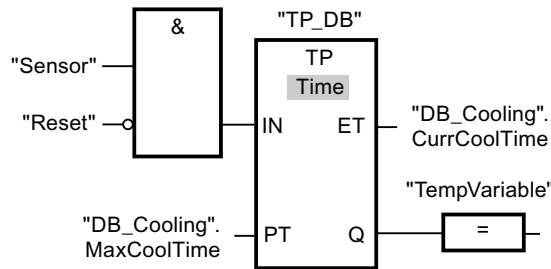 &
"TP_DB"
TP
Time
"Sensor"
"Reset"
IN
ET
"DB_Cooling".
CurrCoolTime
"TempVariable"
"DB_Cooling".
MaxCoolTime
PT
Q
=